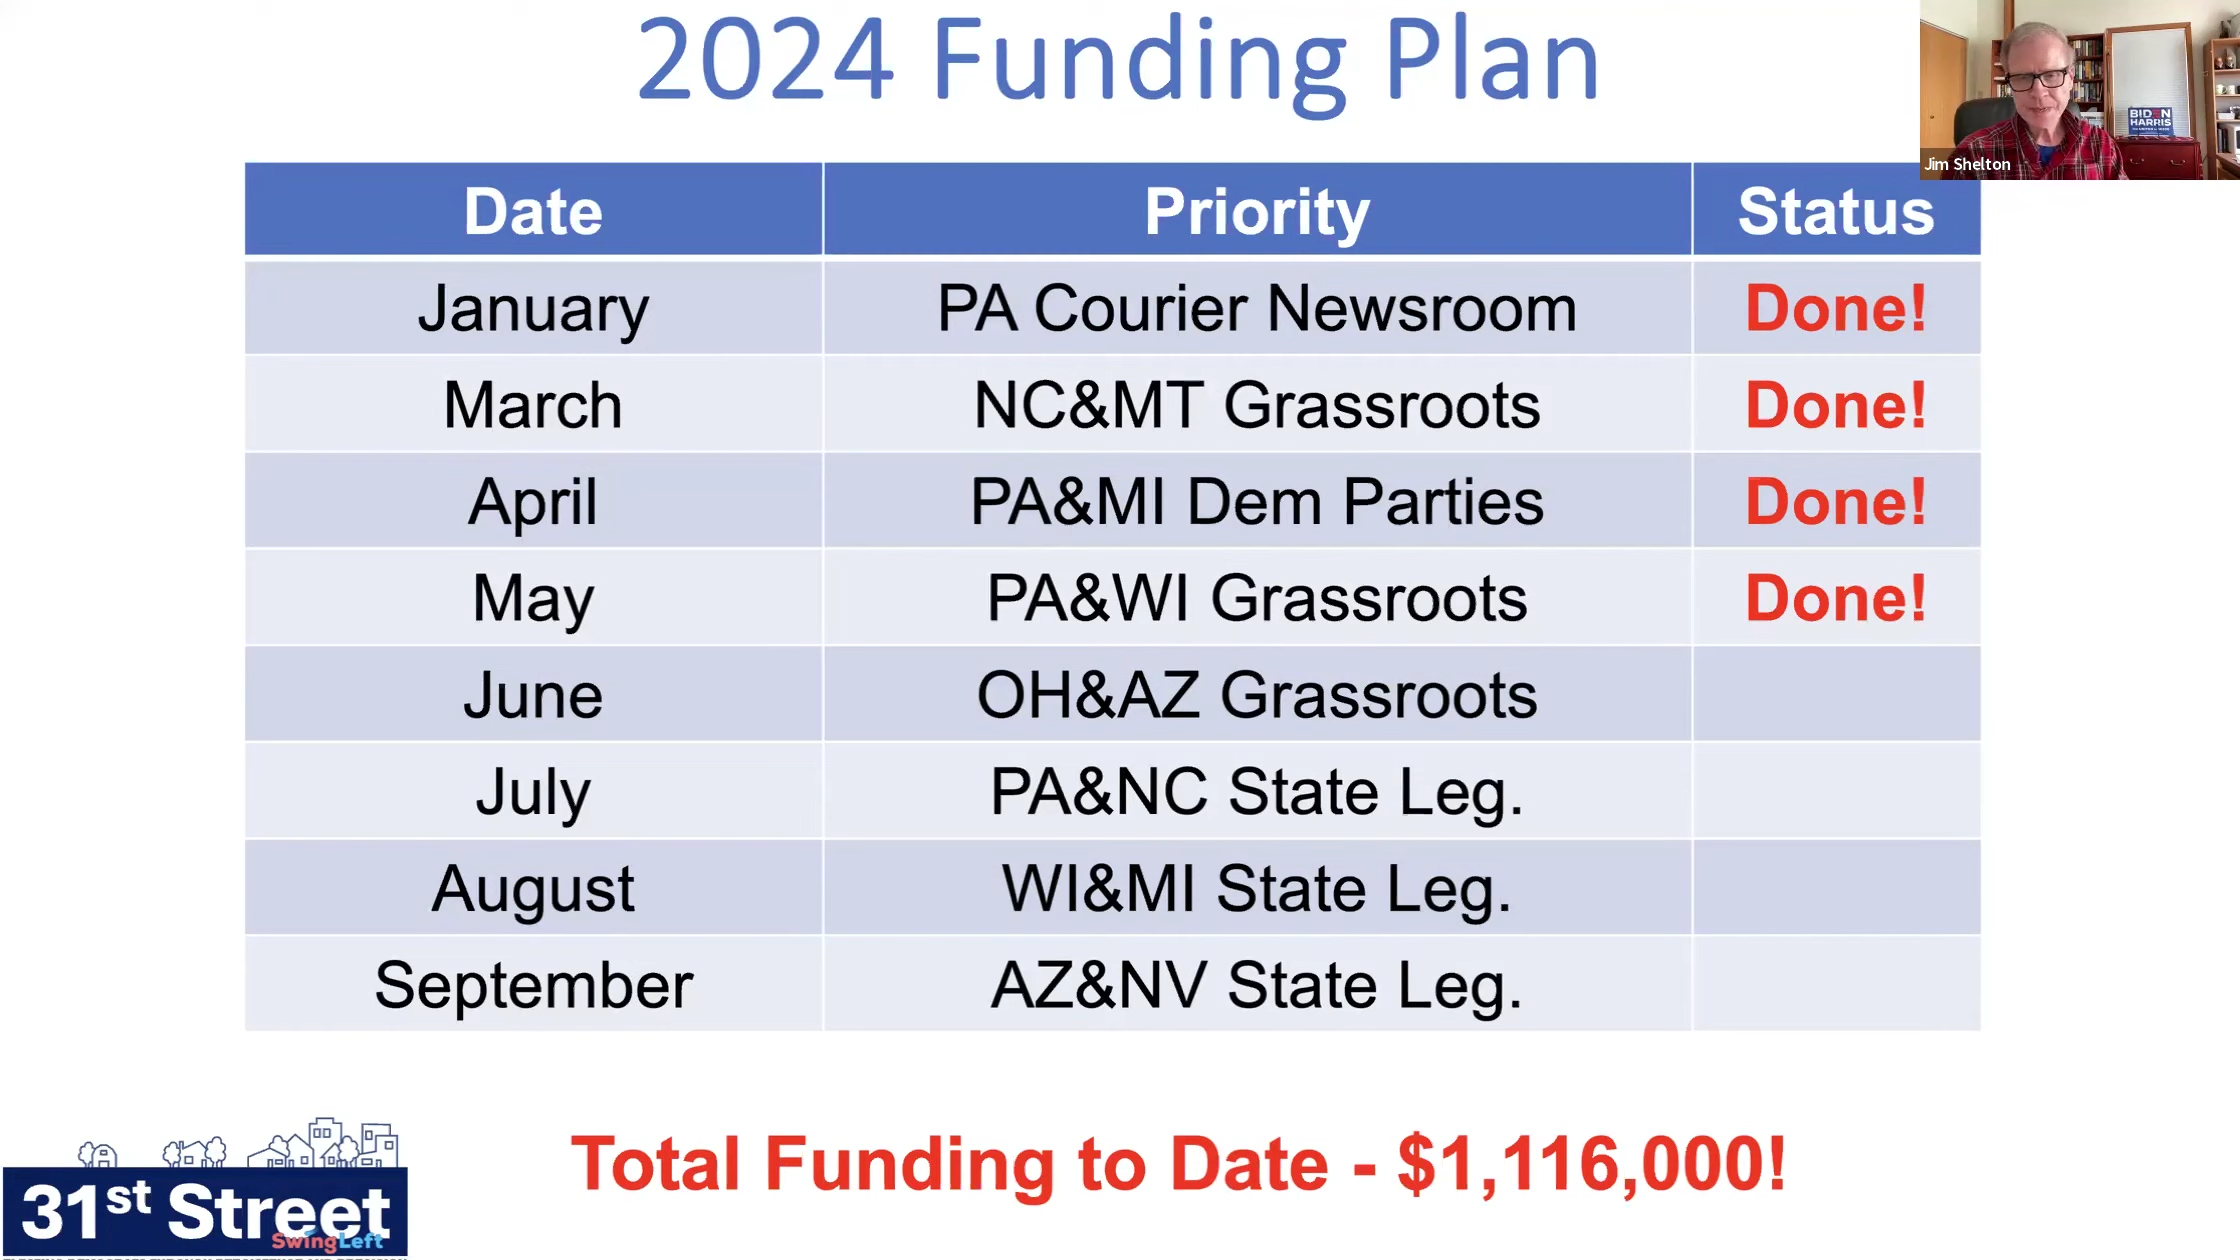 2024 Funding Plan
BIDEN
HARRIS
Jim Shelton
Date Priority Status
January PA Courier Newsroom Done!
March NC&MT Grassroots Done!
April PA&MI Dem Parties Done!
May PA&WI Grassroots Done!
June OH&AZ Grassroots
July PA&NC State Leg.
August WI&MI State Leg.
September AZ&NV State Leg.
Total Funding to Date - $1,116,000!
31st Street
SwingLeft